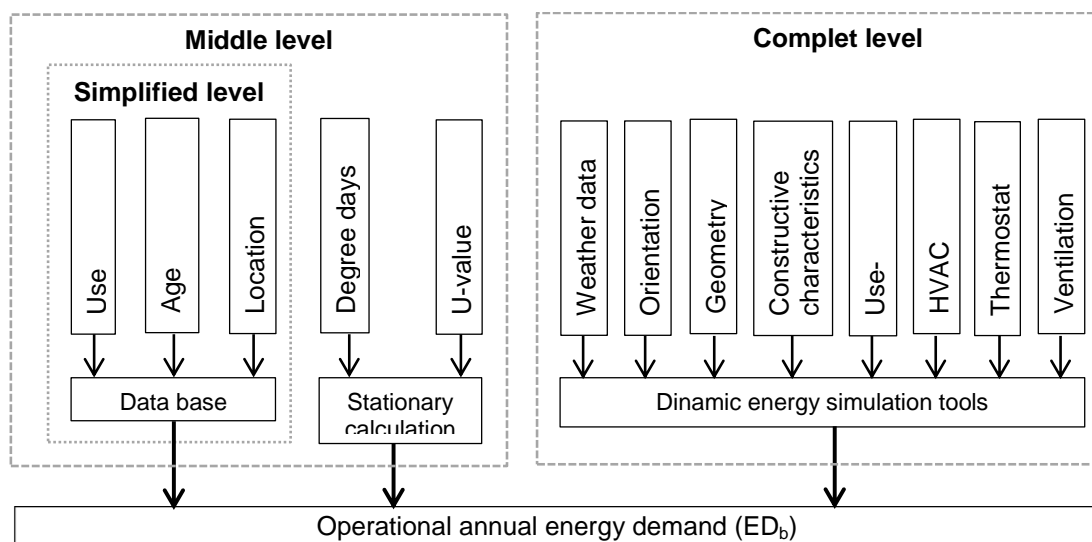 Middle level
Complet level
Simplified level
Use
Age
Location
Degree days
U-value
Weather data
Orientation
Geometry
Constructive
characteristics
Use-
HVAC
Thermostat
Ventilation
Data base
Stationary
calculation
Dinamic energy simulation tools
Operational annual energy demand (EDb)